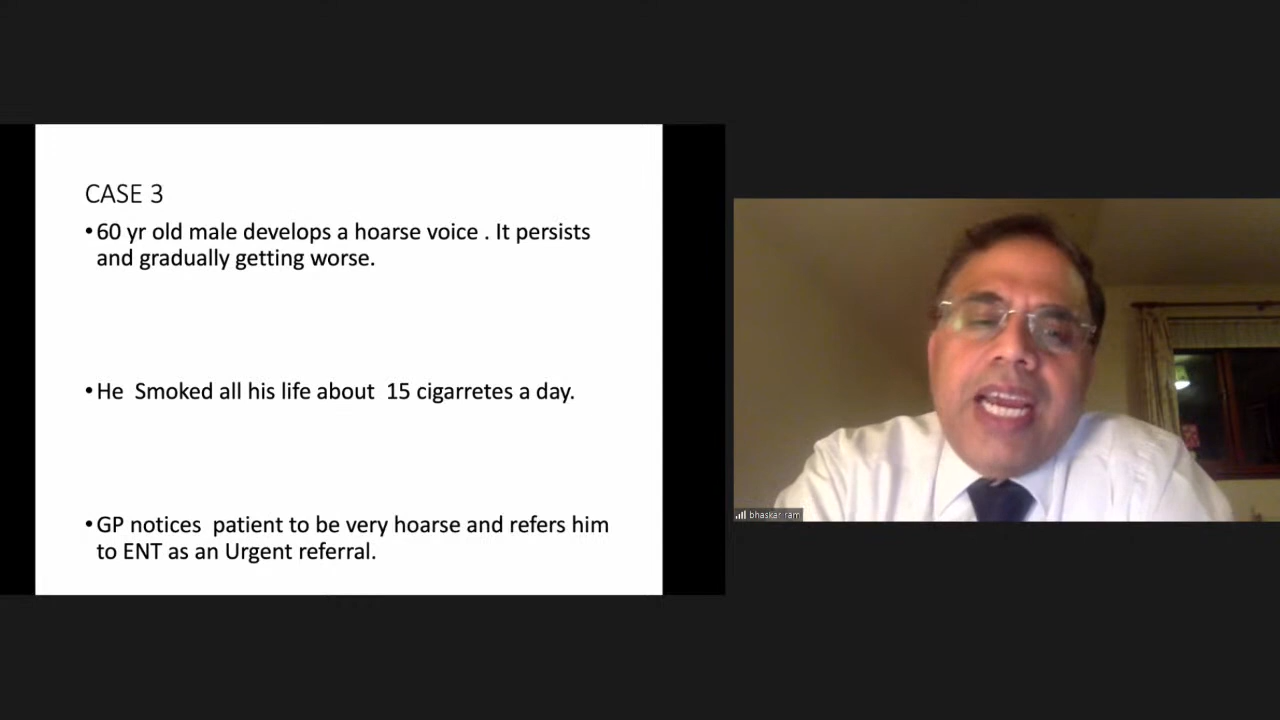 CASE 3
•60 yr old male develops a hoarse voice . It persists
and gradually getting worse.
•He  Smoked all his life about  15 cigarretes a day.
•GP notices  patient to be very hoarse and refers him
to ENT as an Urgent referral.
bhaskar ram